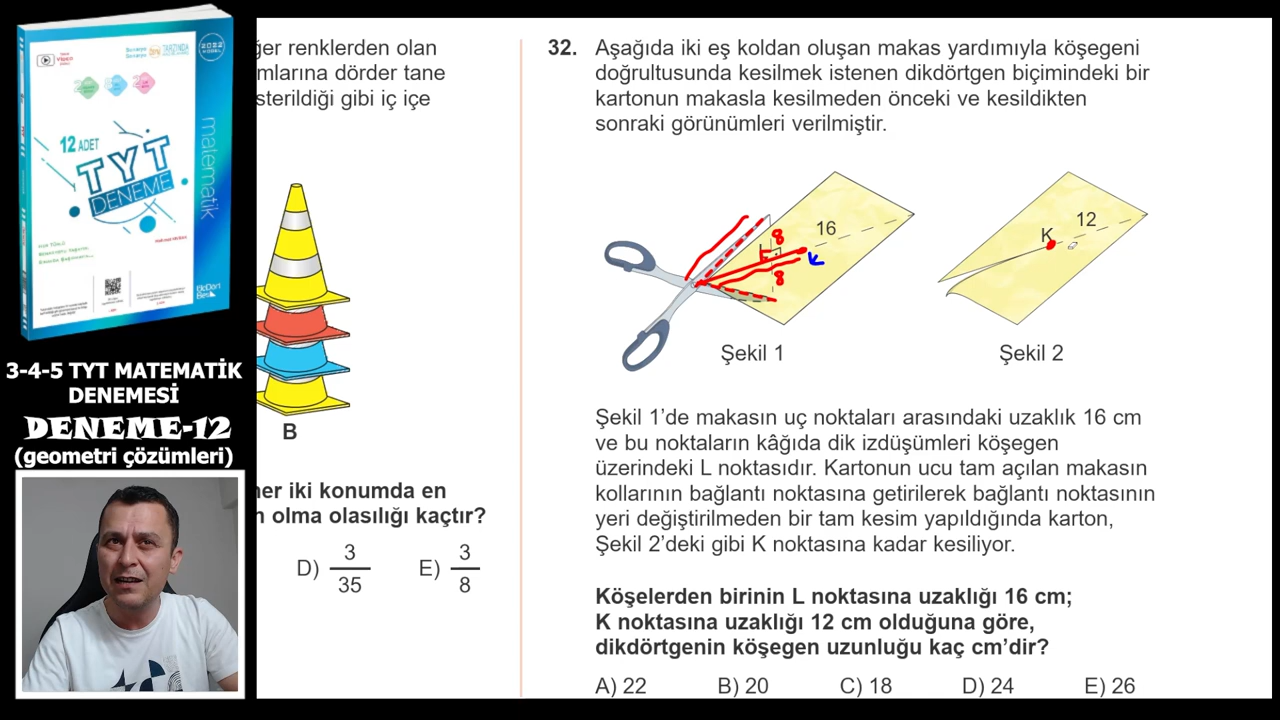 2022
MODEL
12 ADET
TYT
DENEME
matematik
3-4-5 TYT MATEMATİK
DENEMESİ
DENEME-12
(geometri çözümleri)
ğer renklerden olan
mlarına dörder tane
sterildiği gibi iç içe
B
her iki konumda en
n olma olasılığı kaçtır?
D) 3/35 E) 3/8
32. Aşağıda iki eş koldan oluşan makas yardımıyla köşegeni
doğrultusunda kesilmek istenen dikdörtgen biçimindeki bir
kartonun makasla kesilmeden önceki ve kesildikten
sonraki görünümleri verilmiştir.
16
8
L
K
8
Şekil 1
12
K
Şekil 2
Şekil 1’de makasın uç noktaları arasındaki uzaklık 16 cm
ve bu noktaların kâğıda dik izdüşümleri köşegen
üzerindeki L noktasıdır. Kartonun ucu tam açılan makasın
kollarının bağlantı noktasına getirilerek bağlantı noktasının
yeri değiştirilmeden bir tam kesim yapıldığında karton,
Şekil 2’deki gibi K noktasına kadar kesiliyor.
Köşelerden birinin L noktasına uzaklığı 16 cm;
K noktasına uzaklığı 12 cm olduğuna göre,
dikdörtgenin köşegen uzunluğu kaç cm’dir?
A) 22 B) 20 C) 18 D) 24 E) 26